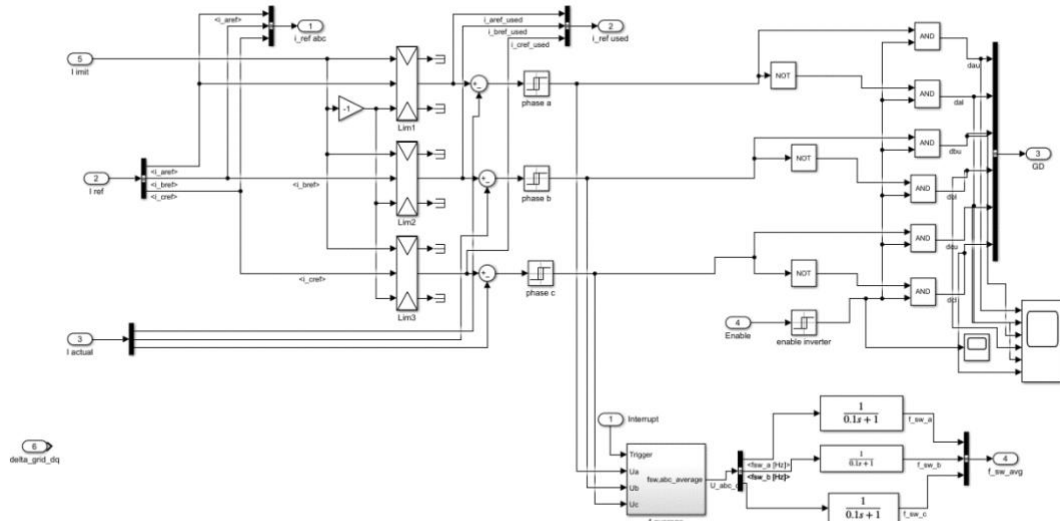 <i_aref>
1
i_ref abc
i_aref_used
i_bref_used
i_cref_used
2
i_ref used
5
I imit
-1
Lim1
phase a
NOT
AND
dau
AND
dal
AND
dbu
2
I ref
<i_aref>
<i_bref>
<i_cref>
<i_bref>
Lim2
phase b
NOT
AND
dbl
3
GD
AND
dcu
<i_cref>
Lim3
phase c
NOT
AND
dcl
3
I actual
4
Enable
enable inverter
1
Interrupt
Trigger
Ua
Ub
Uc
fsw,abc_average
<fsw_a [Hz]>
<fsw_b [Hz]>
1
0.1s + 1
f_sw_a
1
0.1s + 1
f_sw_b
1
0.1s + 1
f_sw_c
4
f_sw_avg
6
delta_grid_dq